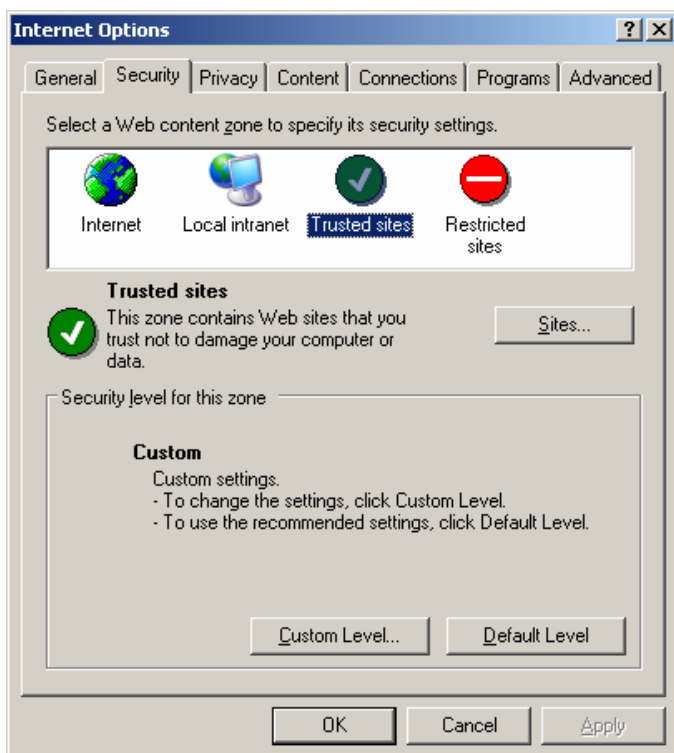 Internet Options
General Security Privacy Content Connections Programs Advanced
Select a Web content zone to specify its security settings.
Internet Local intranet Trusted sites Restricted
sites
Trusted sites
This zone contains Web sites that you
trust not to damage your computer or
data.
Sites...
Security level for this zone
Custom
Custom settings.
- To change the settings, click Custom Level.
- To use the recommended settings, click Default Level.
Custom Level... Default Level
OK Cancel Apply